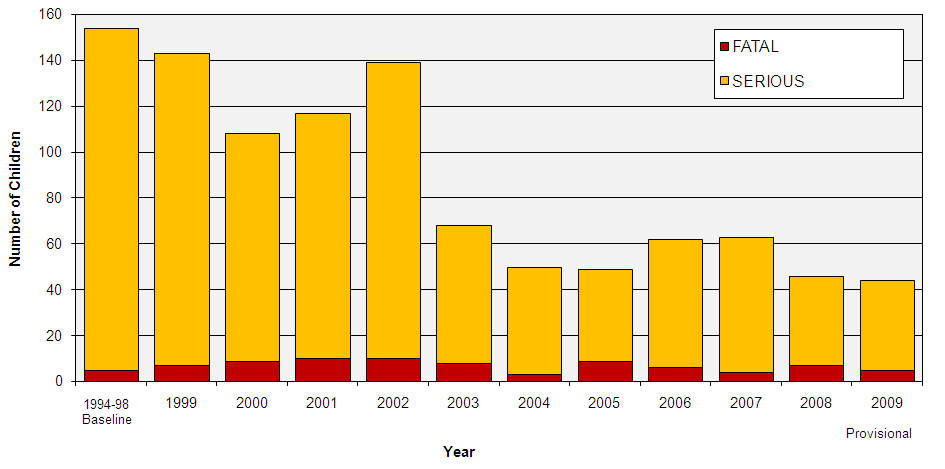 160
140
120
100
80
60
40
20
0
Number of Children
FATAL
SERIOUS
1994-98 1999 2000 2001 2002 2003 2004 2005 2006 2007 2008 2009
Baseline
Provisional
Year